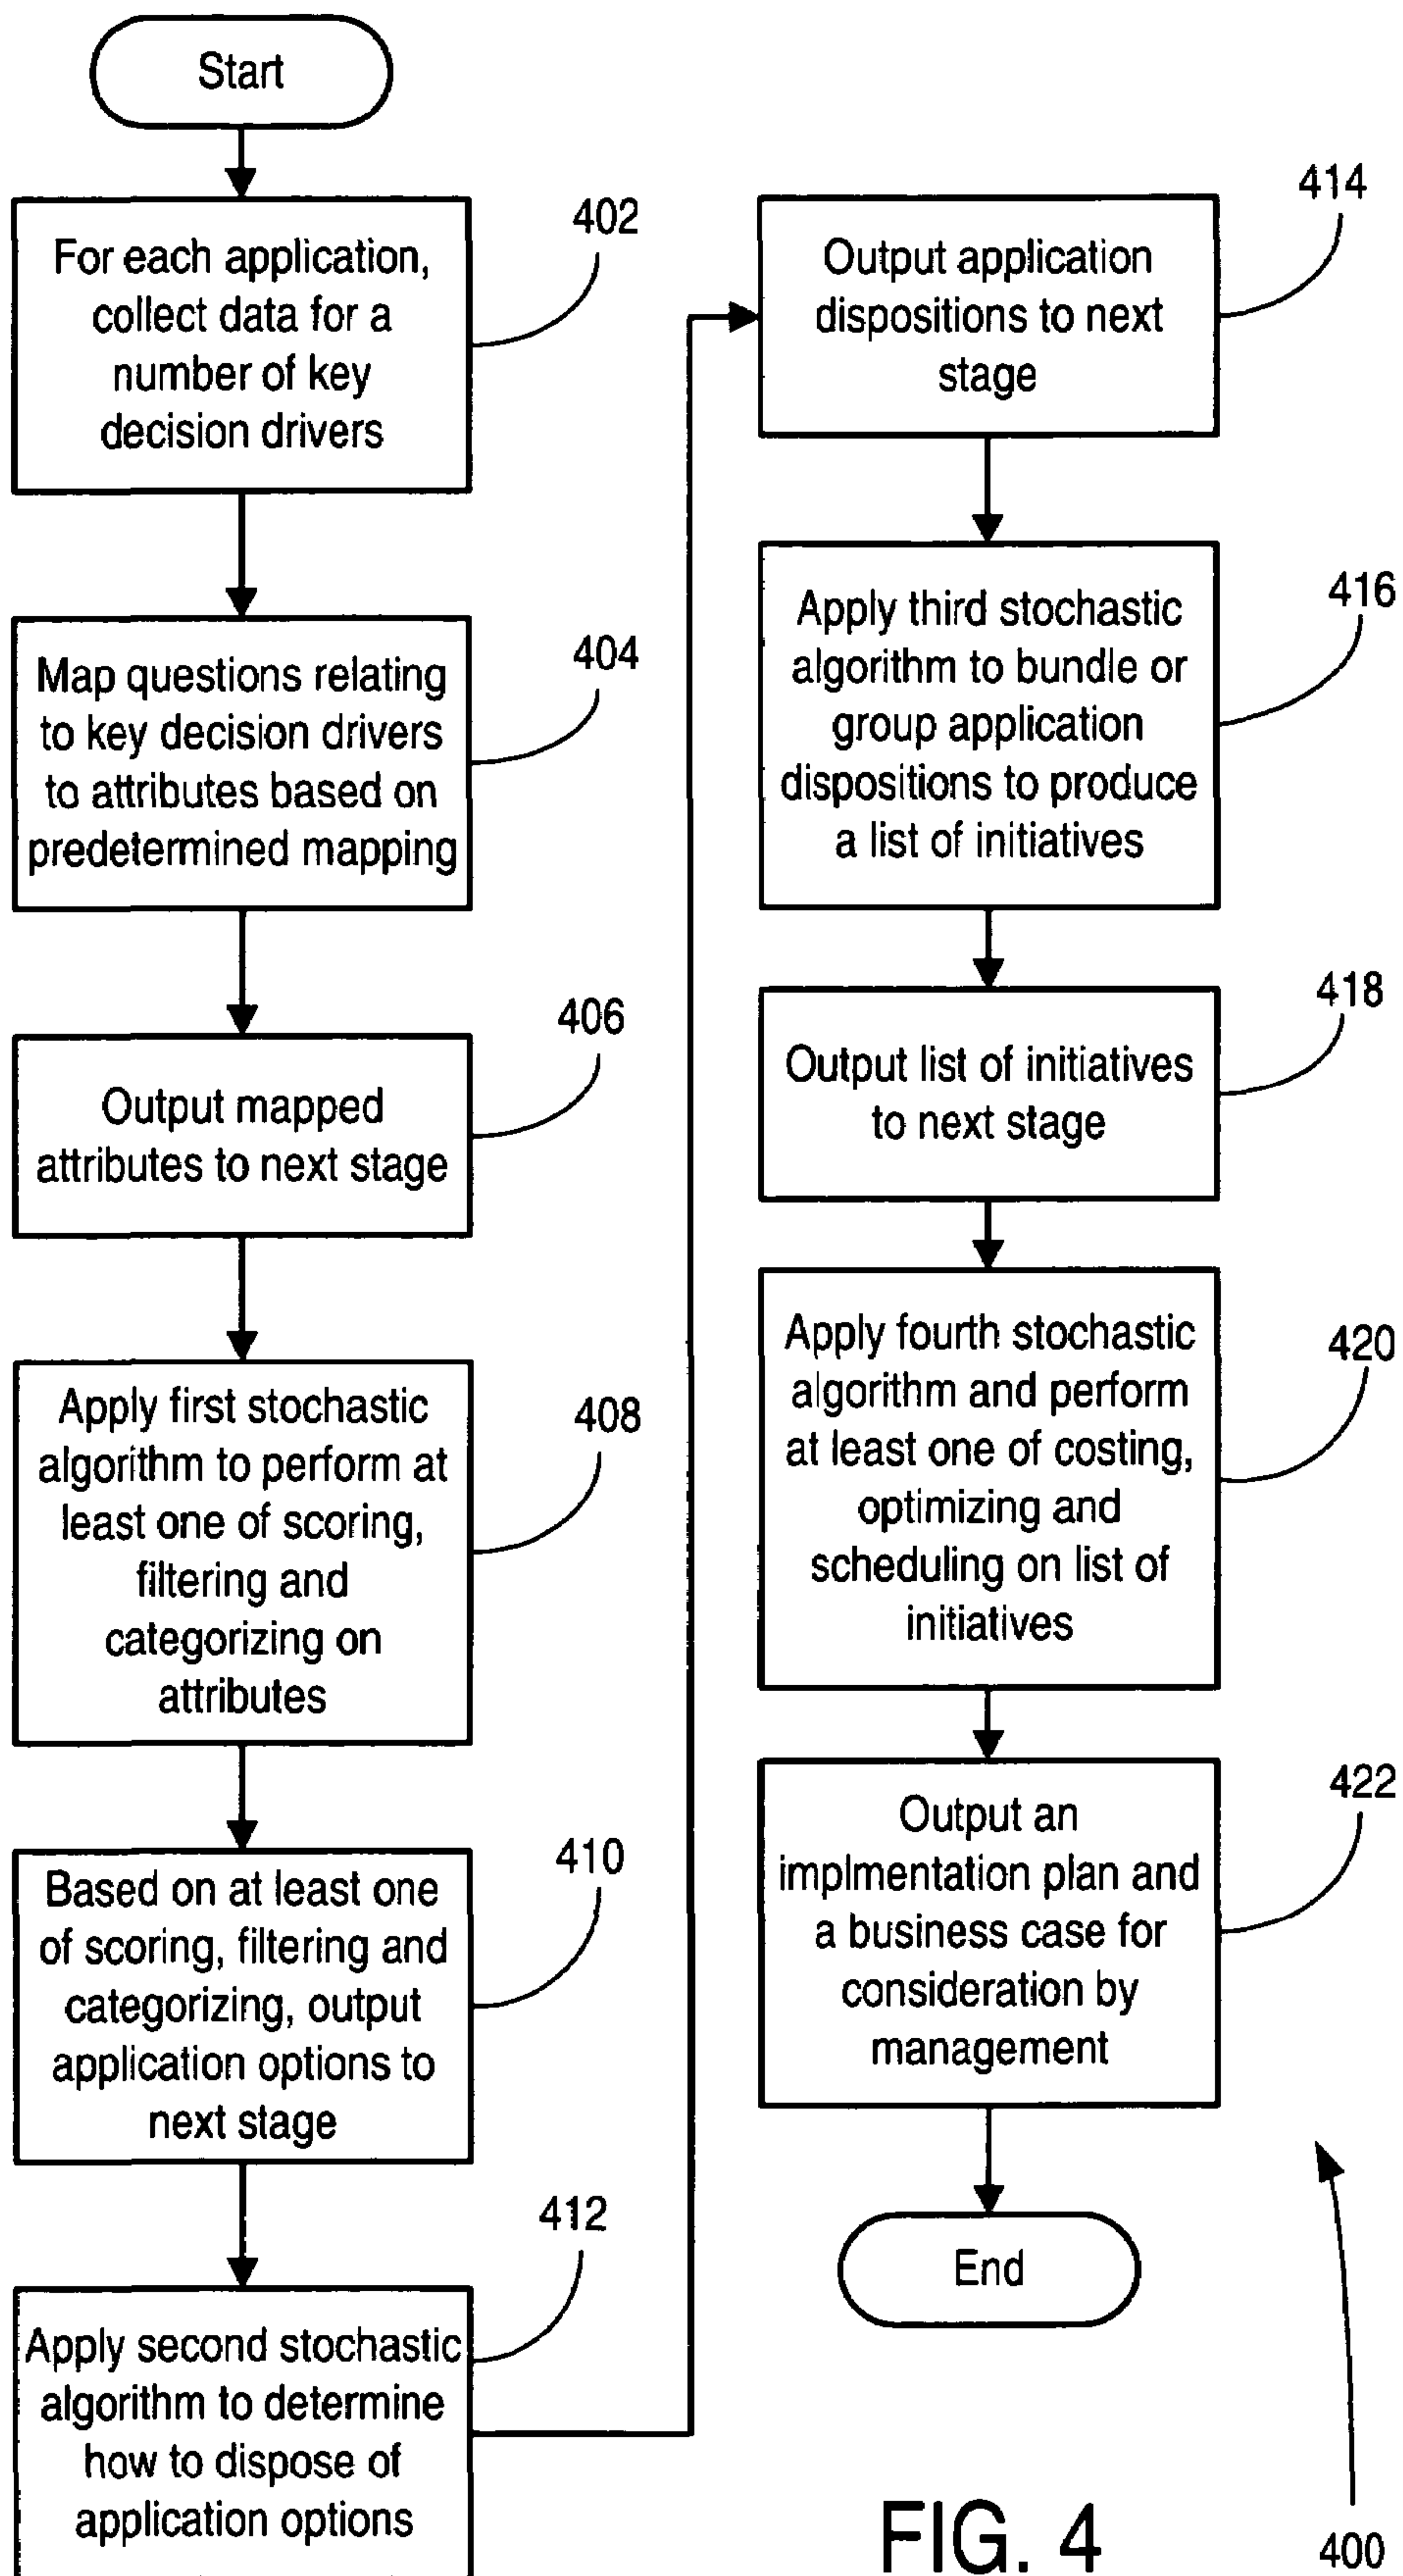 Start
For each application,
collect data for a
number of key
decision drivers
402
Map questions relating
to key decision drivers
to attributes based on
predetermined mapping
404
Output mapped
attributes to next stage
406
Apply first stochastic
algorithm to perform at
least one of scoring,
filtering and
categorizing on
attributes
408
Based on at least one
of scoring, filtering and
categorizing, output
application options to
next stage
410
Apply second stochastic
algorithm to determine
how to dispose of
application options
412
Output application
dispositions to next
stage
414
Apply third stochastic
algorithm to bundle or
group application
dispositions to produce
a list of initiatives
416
Output list of initiatives
to next stage
418
Apply fourth stochastic
algorithm and perform
at least one of costing,
optimizing and
scheduling on list of
initiatives
420
Output an
implmentation plan and
a business case for
consideration by
management
422
End
FIG. 4
400